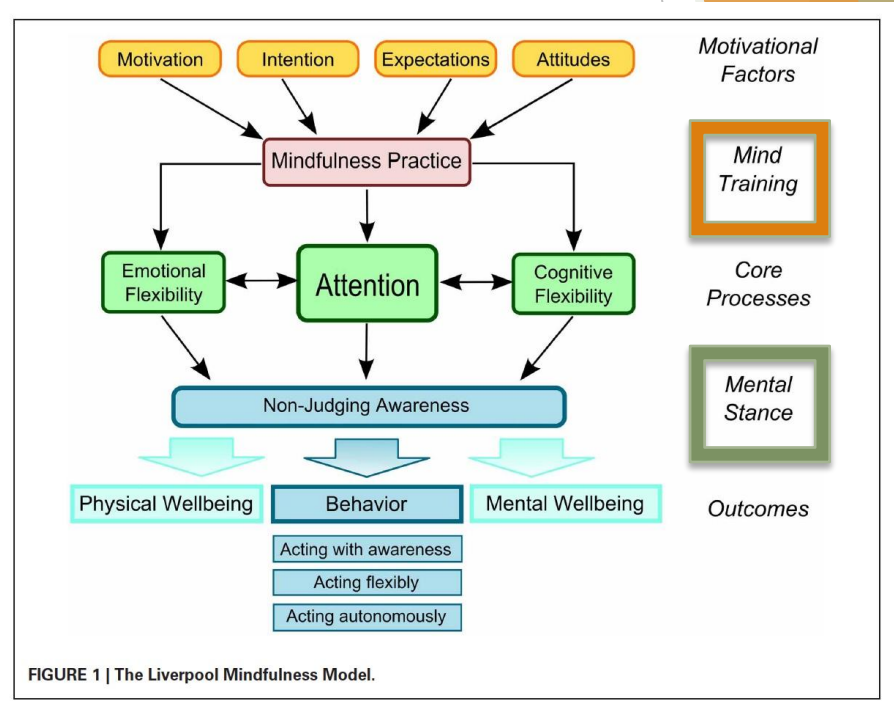 Motivation
Intention
Expectations
Attitudes
Motivational
Factors
Mindfulness Practice
Mind
Training
Emotional
Flexibility
Attention
Cognitive
Flexibility
Core
Processes
Non-Judging Awareness
Mental
Stance
Physical Wellbeing
Behavior
Mental Wellbeing
Outcomes
Acting with awareness
Acting flexibly
Acting autonomously
FIGURE 1 | The Liverpool Mindfulness Model.